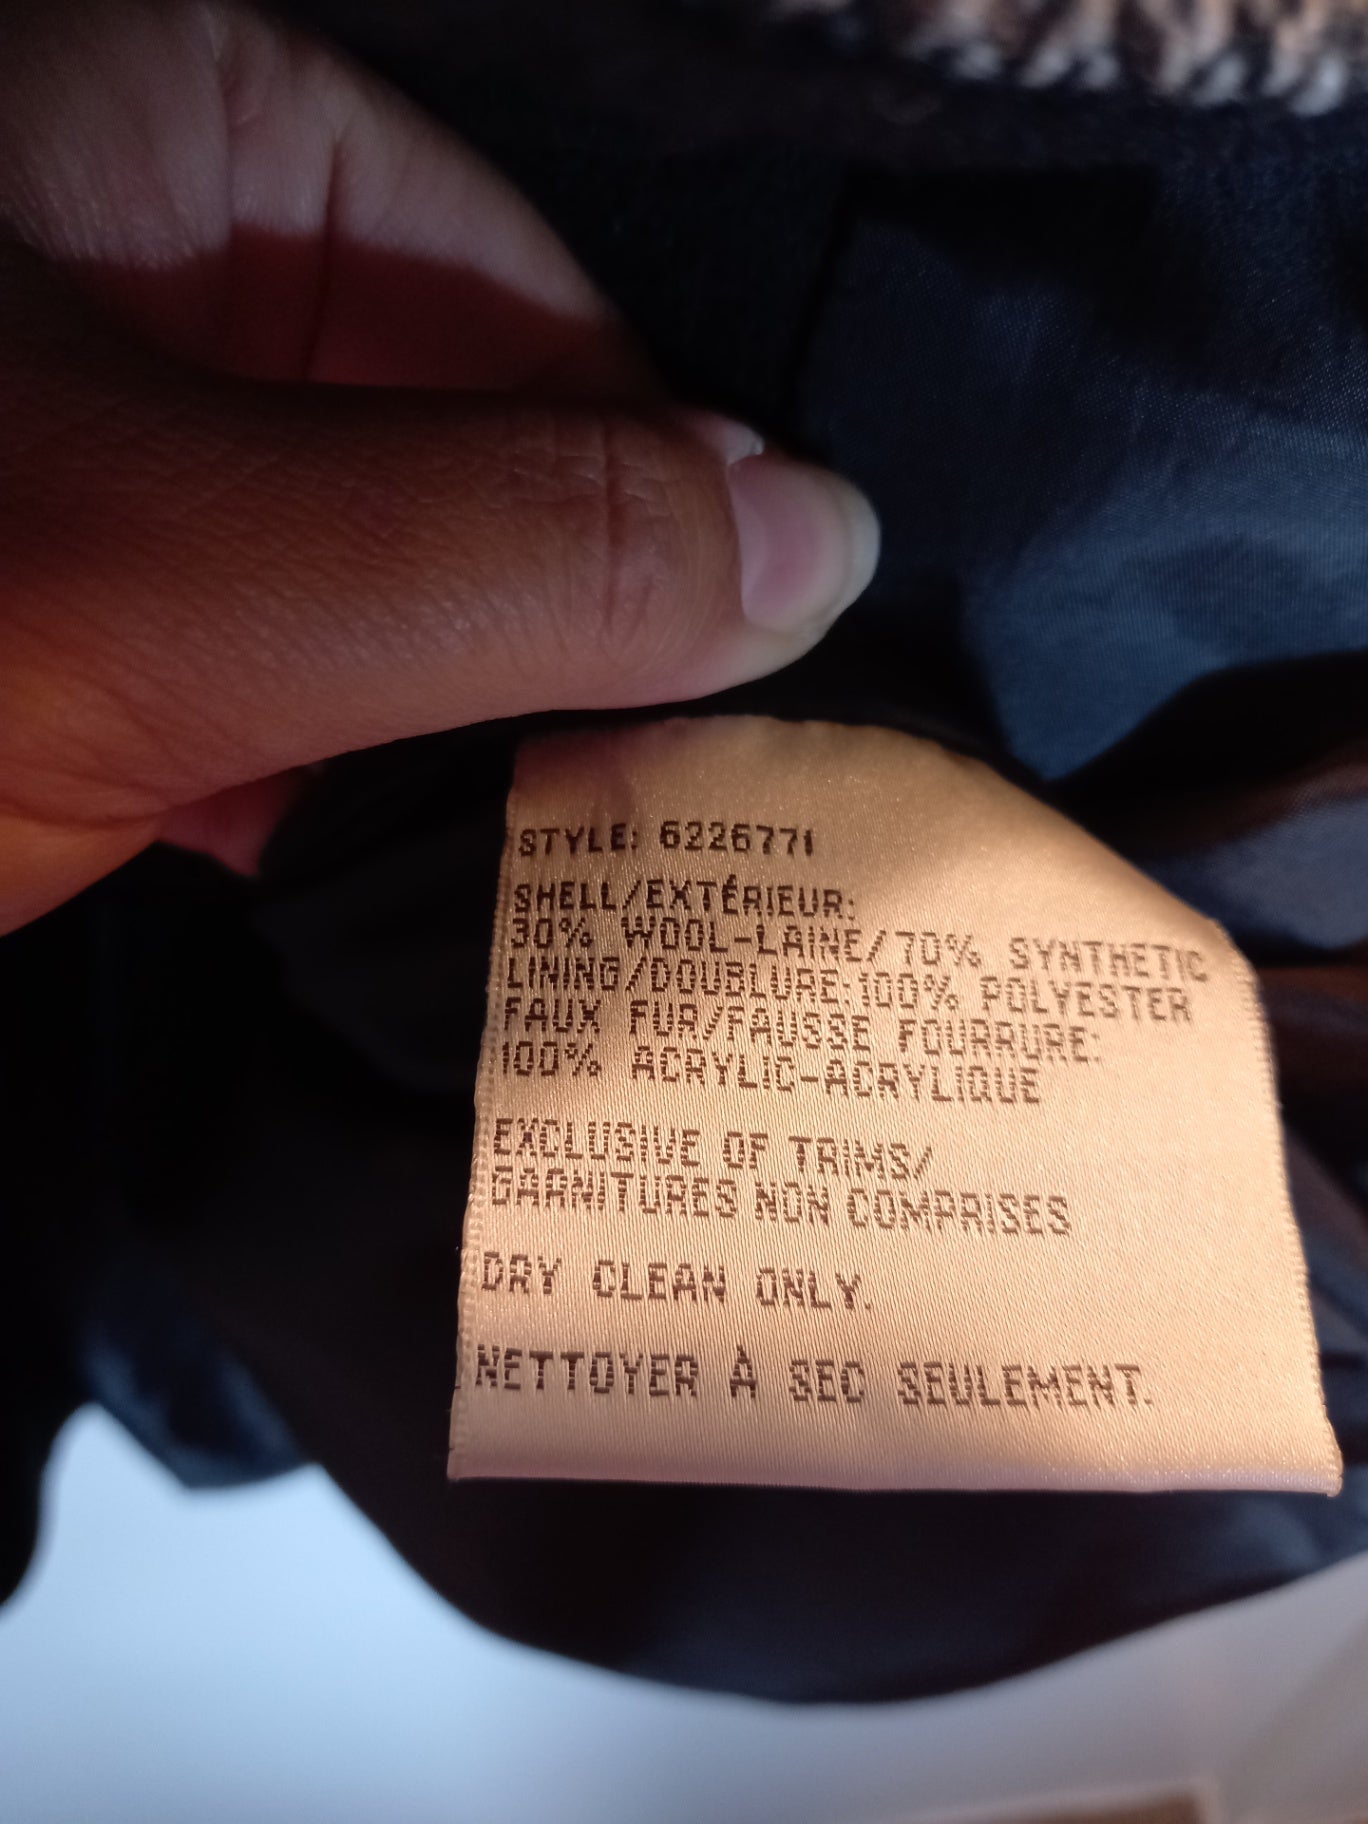 STYLE: 6226771
SHELL/EXTÉRIEUR:
30% WOOL-LAINE/70% SYNTHETIC
LINING/DOUBLURE:100% POLYESTER
FAUX FUR/FAUSSE FOURRURE:
100% ACRYLIC-ACRYLIQUE
EXCLUSIVE OF TRIMS/
GARNITURES NON COMPRISES
DRY CLEAN ONLY.
NETTOYER À SEC SEULEMENT.